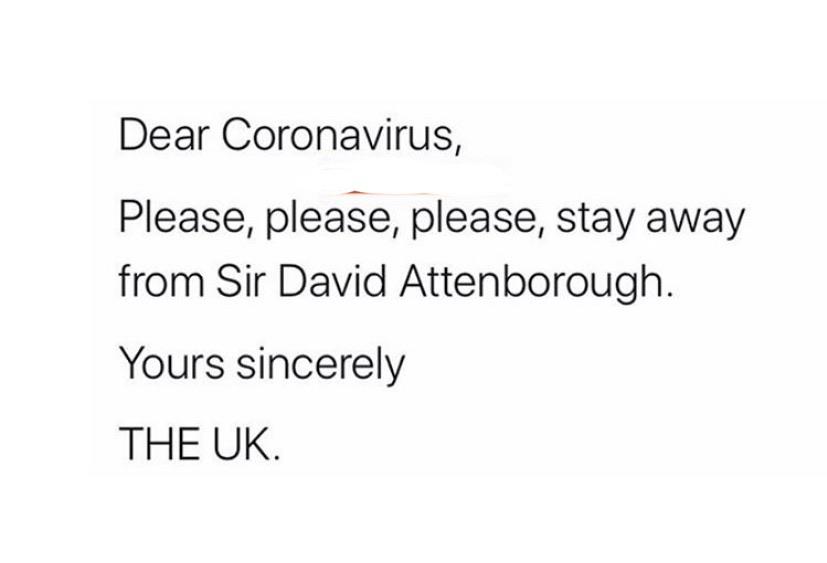 Dear Coronavirus,
Please, please, please, stay away
from Sir David Attenborough.
Yours sincerely
THE UK.